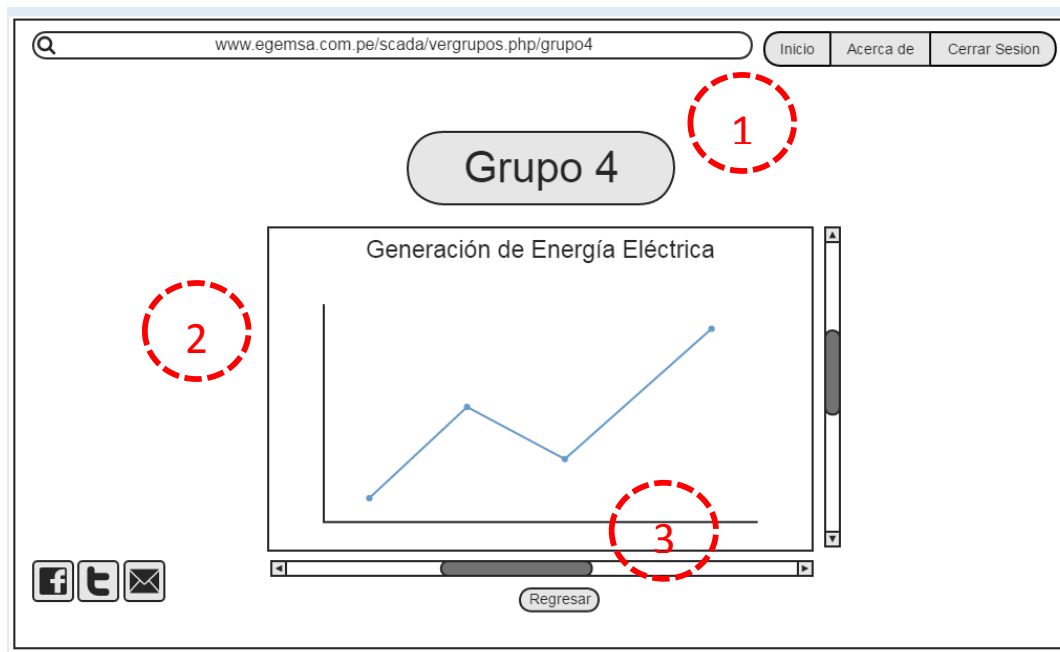 www.egemsa.com.pe/scada/vergrupos.php/grupo4
Inicio
Acerca de
Cerrar Sesion
1
Grupo 4
Generación de Energía Eléctrica
2
3
Regresar